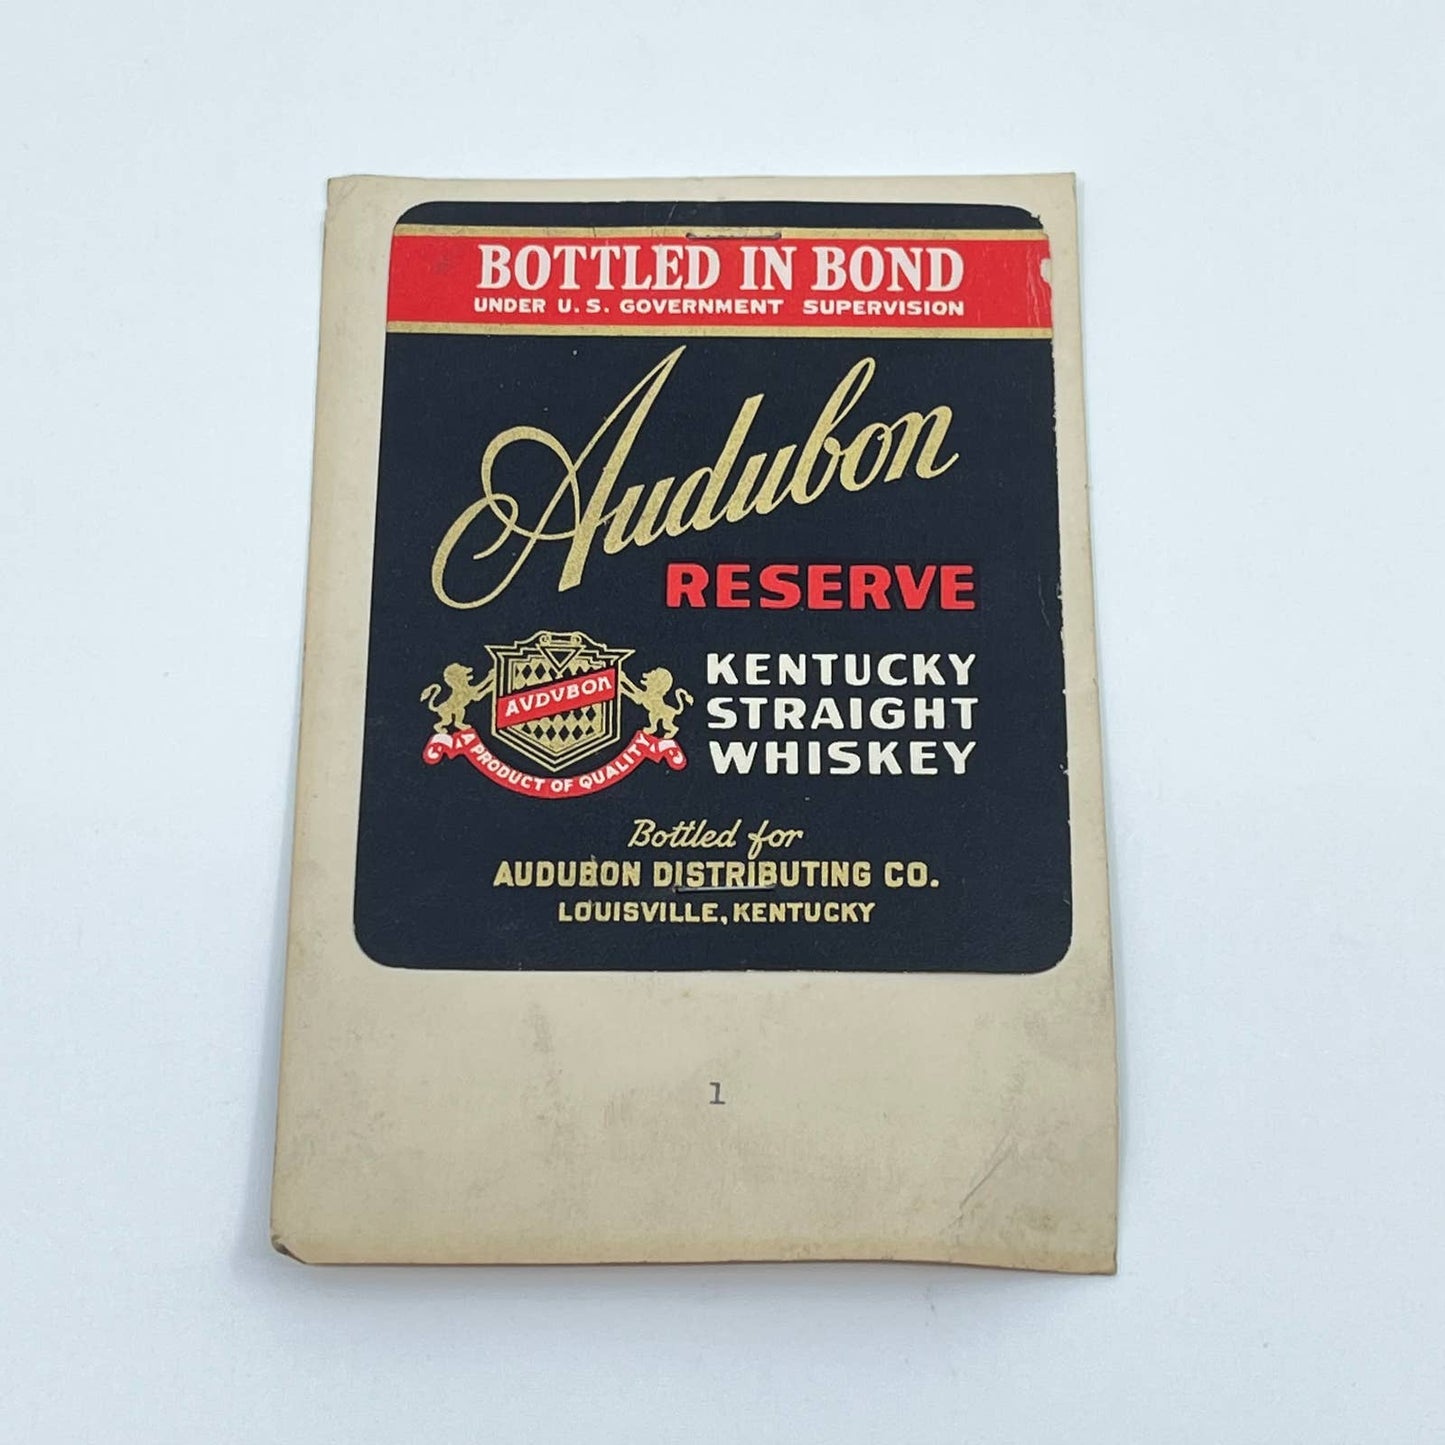 BOTTLED IN BOND
UNDER U.S. GOVERNMENT SUPERVISION
Audubon
RESERVE
AUDUBON
A PRODUCT OF QUALITY
KENTUCKY
STRAIGHT
WHISKEY
Bottled for
AUDUBON DISTRIBUTING CO.
LOUISVILLE, KENTUCKY
1